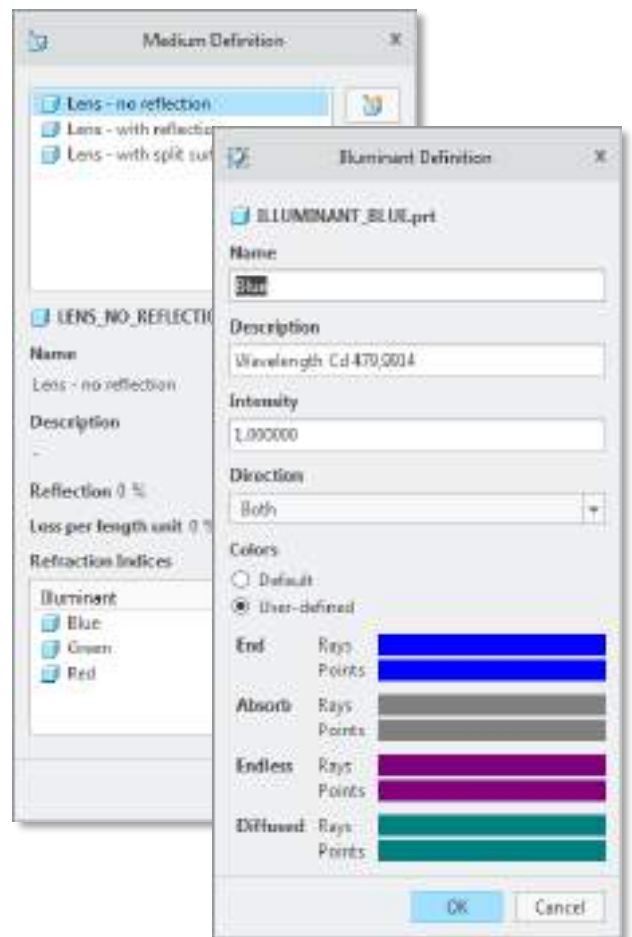 Medium Definition
Lens - no reflection
Lens - with reflectio
Lens - with split sur
LENS_NO_REFLECTIO
Name
Lens - no reflection
Description
-
Reflection 0 %
Loss per length unit 0 %
Refraction Indices
Illuminant
Blue
Green
Red
Illuminant Definition
ILLUMINANT_BLUE.prt
Name
Blue
Description
Wavelength Cd 479,9914
Intensity
1.000000
Direction
Both
Colors
Default
User-defined
End Rays
Points
Absorb Rays
Points
Endless Rays
Points
Diffused Rays
Points
OK Cancel